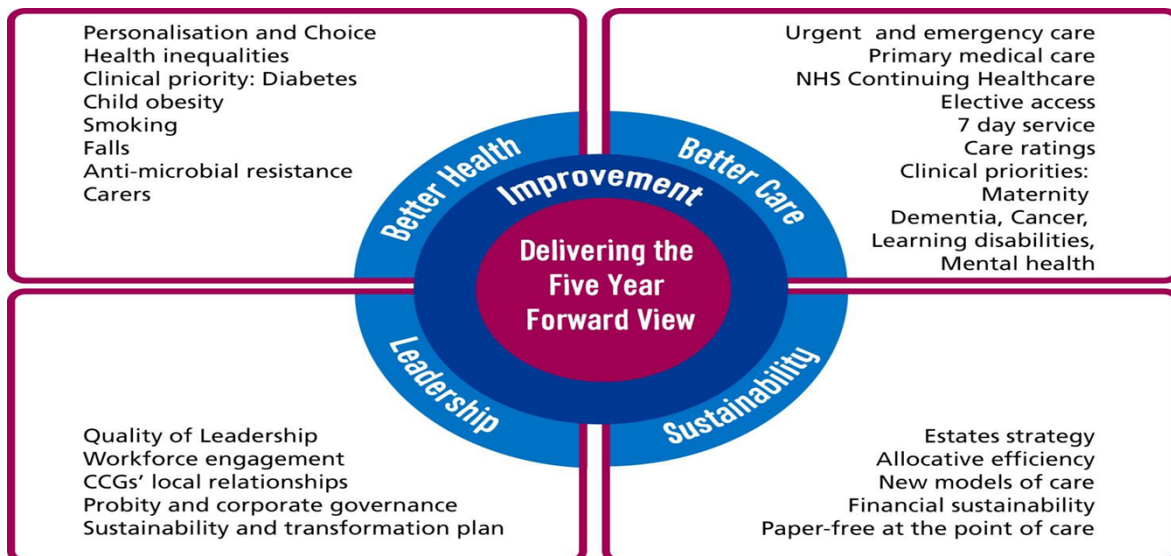 Personalisation and Choice
Health inequalities
Clinical priority: Diabetes
Child obesity
Smoking
Falls
Anti-microbial resistance
Carers
Urgent and emergency care
Primary medical care
NHS Continuing Healthcare
Elective access
7 day service
Care ratings
Clinical priorities:
Maternity
Dementia, Cancer,
Learning disabilities,
Mental health
Better Health
Better Care
Improvement
Delivering the
Five Year
Forward View
Leadership
Sustainability
Quality of Leadership
Workforce engagement
CCGs’ local relationships
Probity and corporate governance
Sustainability and transformation plan
Estates strategy
Allocative efficiency
New models of care
Financial sustainability
Paper-free at the point of care